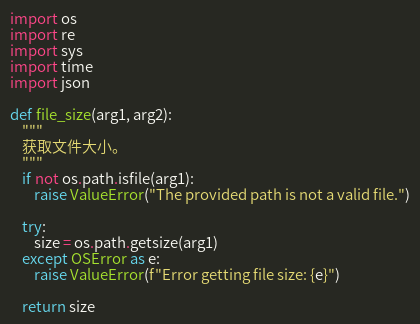 import os
import re
import sys
import time
import json

def file_size(arg1, arg2):
    """
    获取文件大小。
    """
    if not os.path.isfile(arg1):
        raise ValueError("The provided path is not a valid file.")

    try:
        size = os.path.getsize(arg1)
    except OSError as e:
        raise ValueError(f"Error getting file size: {e}")

    return size